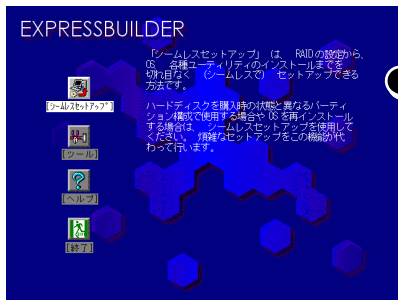 EXPRESSBUILDER
「シームレスセットアップ」 は、 RAIDの設定から、
OS、 各種ユーティリティのインストールまでを
切れ目なく （シームレスで） セットアップできる
方法です。
ハードディスクを購入時の状態と異なるパーティ
ション構成で使用する場合や OS を再インストール
する場合は、 シームレスセットアップを使用して
ください。 煩雑なセットアップをこの機能が代
わって行います。
[シームレスセットアップ]
[ツール]
[ヘルプ]
[終了]